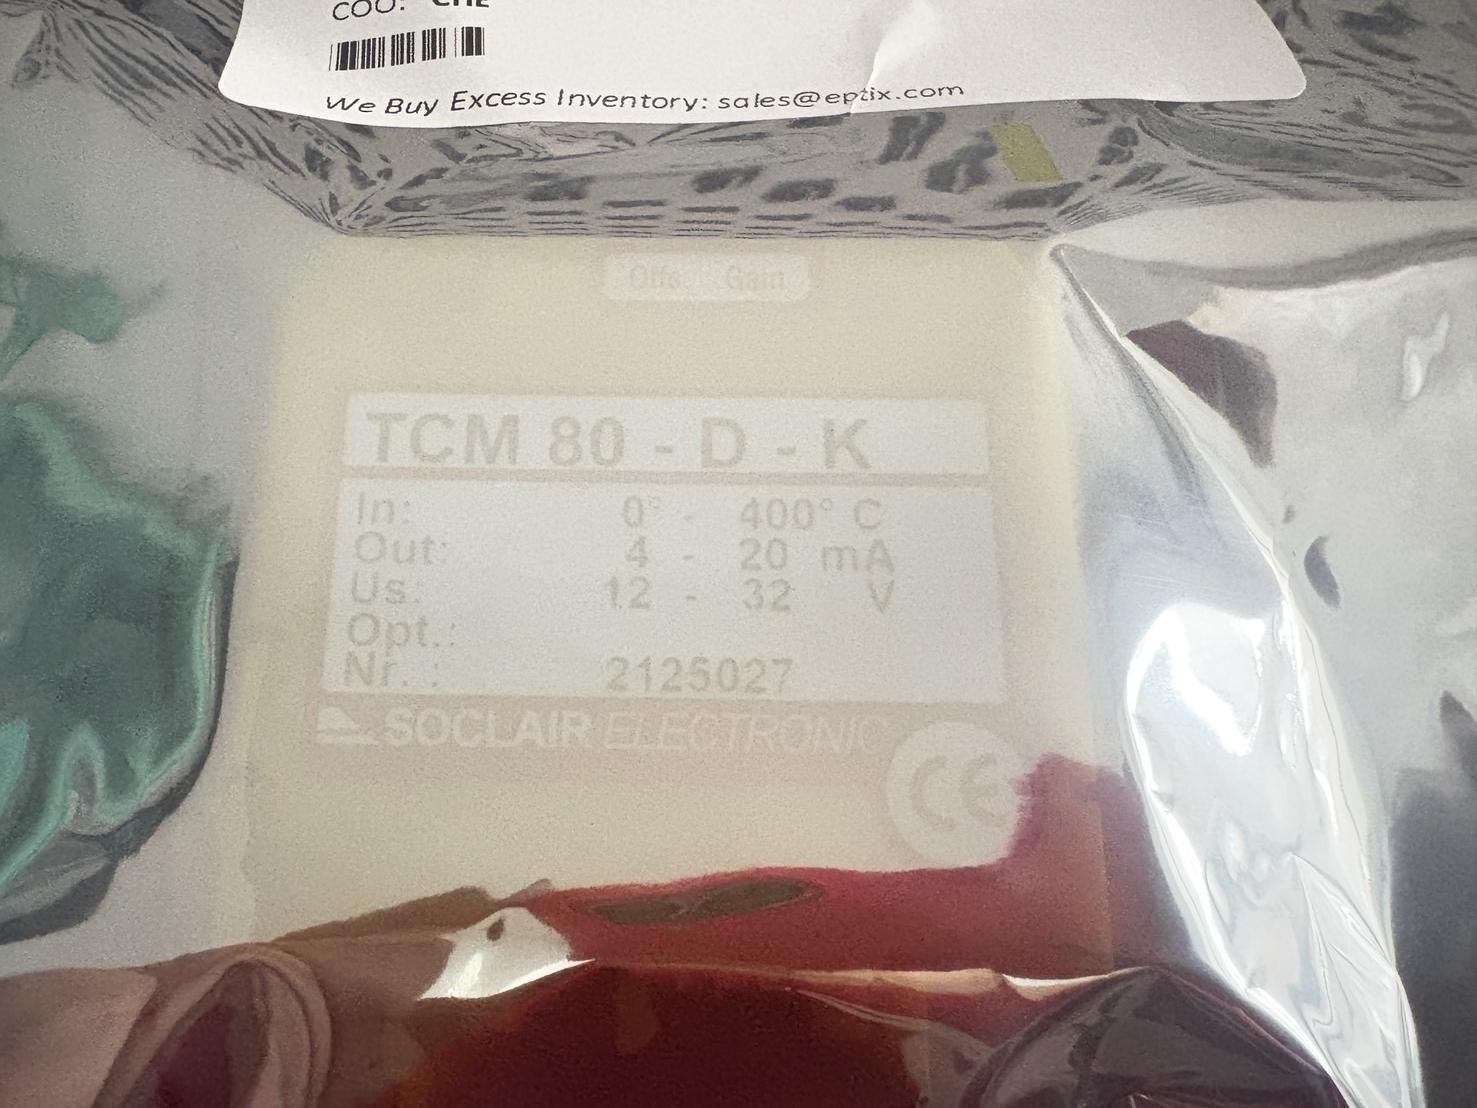 COO: CHE
We Buy Excess Inventory: sales@eptix.com
Offs. Gain
TCM 80 - D - K
In: 0° - 400° C
Out: 4 - 20 mA
Us: 12 - 32 V
Opt.:
Nr. : 2125027
SOCLAIR ELECTRONIC
CE